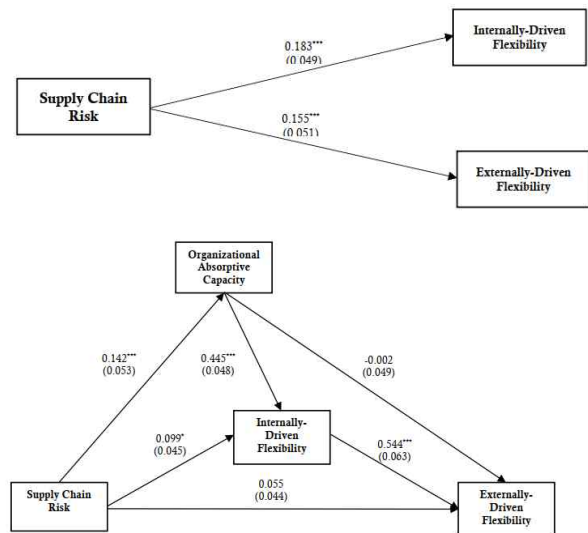 Internally-Driven
Flexibility
0.183***
(0.049)
Supply Chain
Risk
0.155***
(0.051)
Externally-Driven
Flexibility
Organizational
Absorptive
Capacity
0.142***
(0.053)
0.445***
(0.048)
-0.002
(0.049)
Internally-
Driven
Flexibility
0.099*
(0.045)
0.544***
(0.063)
0.055
(0.044)
Supply Chain
Risk
Externally-
Driven
Flexibility